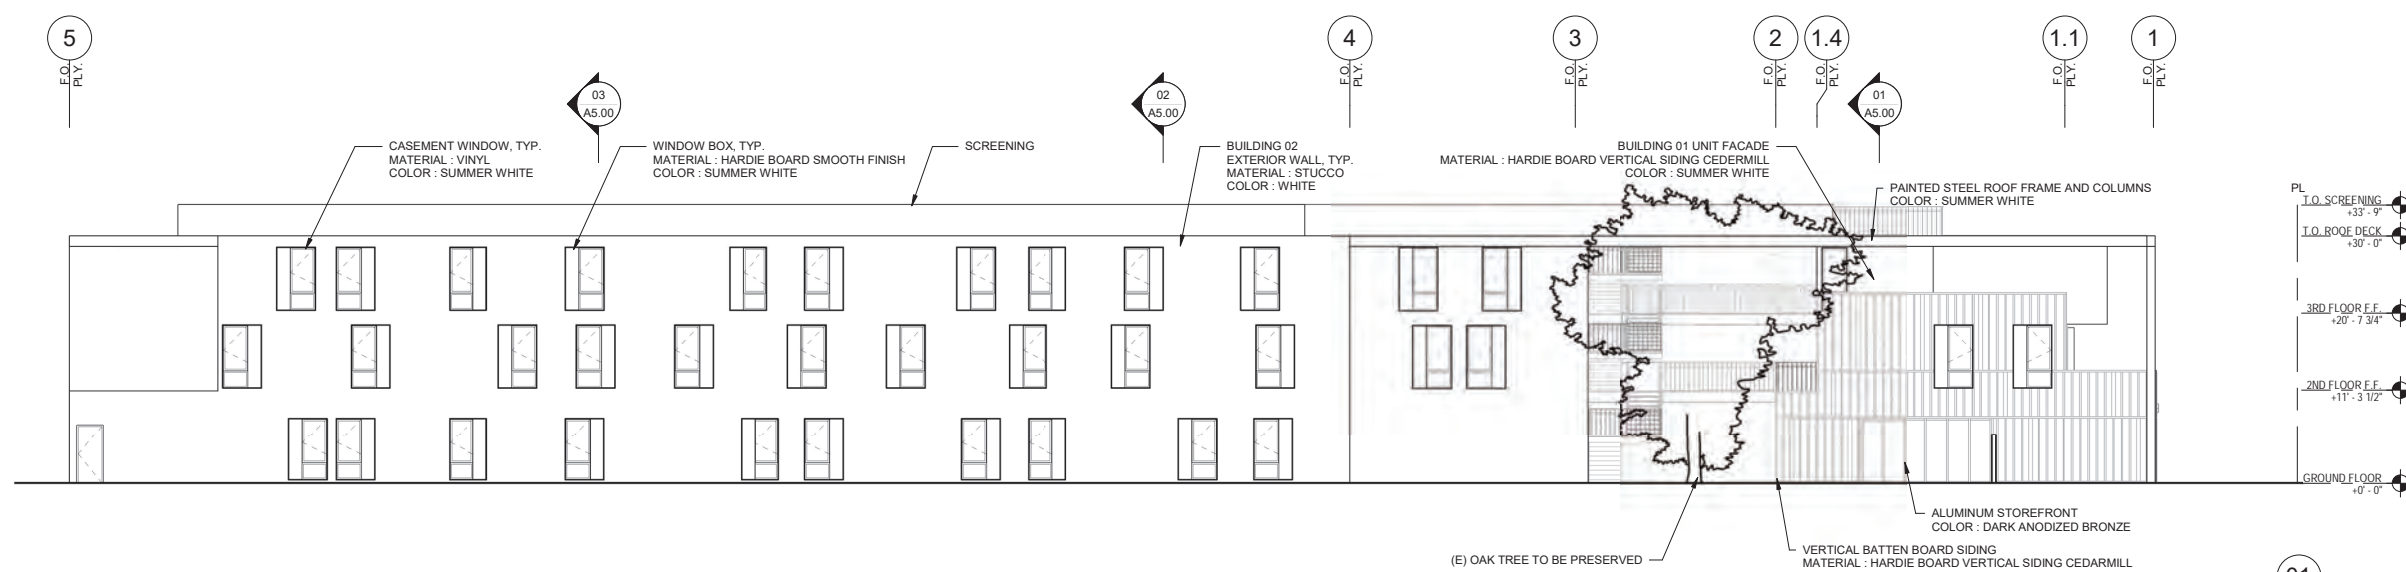 5
4
3
2
1.4
1.1
1
F.O.
PLY.
F.O.
PLY.
F.O.
PLY.
F.O.
PLY.
F.O.
PLY.
F.O.
PLY.
F.O.
PLY.
03
A5.00
02
A5.00
01
A5.00
CASEMENT WINDOW, TYP.
MATERIAL : VINYL
COLOR : SUMMER WHITE
WINDOW BOX, TYP.
MATERIAL : HARDIE BOARD SMOOTH FINISH
COLOR : SUMMER WHITE
SCREENING
BUILDING 02
EXTERIOR WALL, TYP.
MATERIAL : STUCCO
COLOR : WHITE
BUILDING 01 UNIT FACADE
MATERIAL : HARDIE BOARD VERTICAL SIDING CEDERMILL
COLOR : SUMMER WHITE
PAINTED STEEL ROOF FRAME AND COLUMNS
COLOR : SUMMER WHITE
PL
T.O. SCREENING
+33' - 9"
T.O. ROOF DECK
+30' - 0"
3RD FLOOR F.F.
+20' - 7 3/4"
2ND FLOOR F.F.
+11' - 3 1/2"
GROUND FLOOR
+0' - 0"
ALUMINUM STOREFRONT
COLOR : DARK ANODIZED BRONZE
(E) OAK TREE TO BE PRESERVED
VERTICAL BATTEN BOARD SIDING
MATERIAL : HARDIE BOARD VERTICAL SIDING CEDARMILL